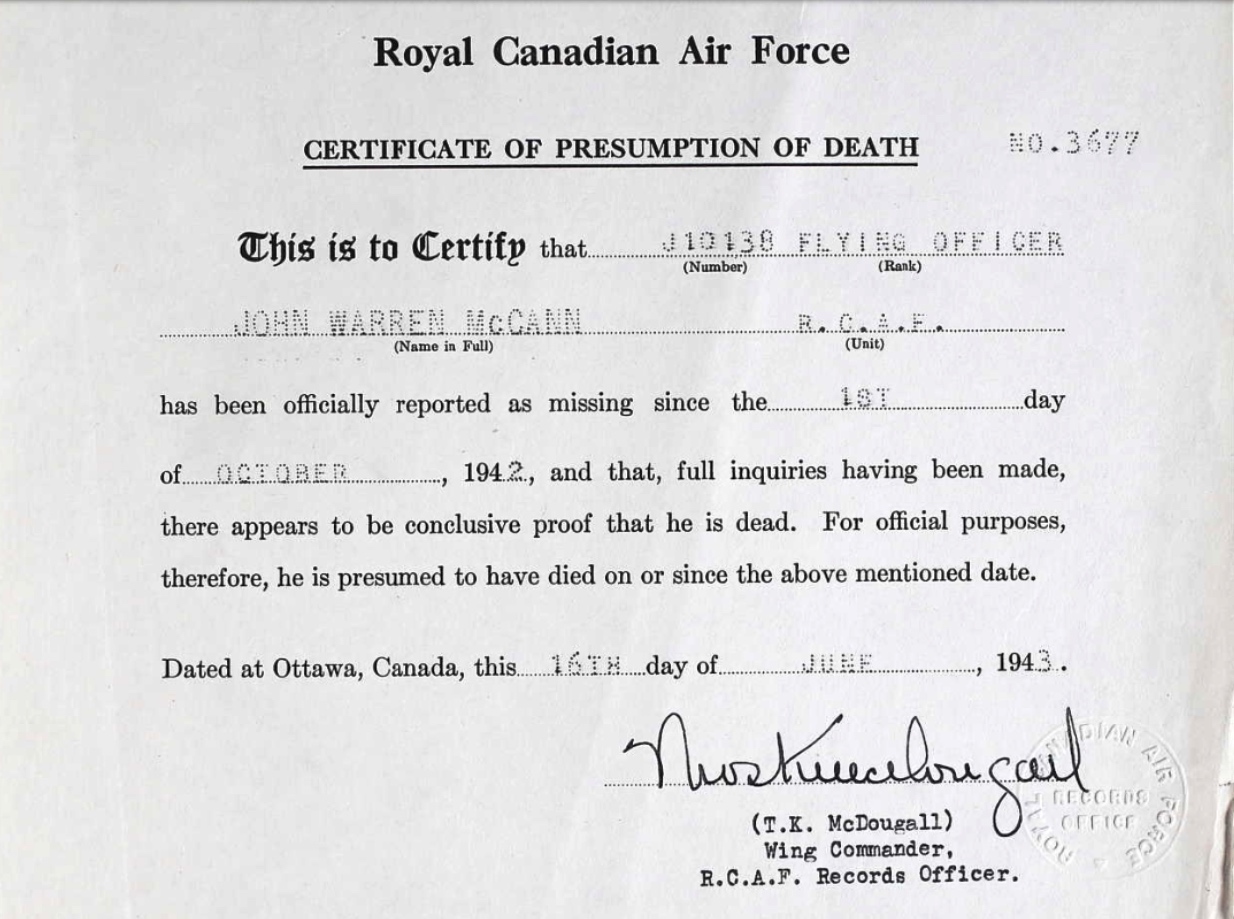 Royal Canadian Air Force
CERTIFICATE OF PRESUMPTION OF DEATH NO.3677
This is to Certify that J10138 FLYING OFFICER
(Number) (Rank)
JOHN WARREN McCANN R.C.A.F.
(Name in Full) (Unit)
has been officially reported as missing since the 1ST day
of OCTOBER, 1942, and that, full inquiries having been made,
there appears to be conclusive proof that he is dead. For official purposes,
therefore, he is presumed to have died on or since the above mentioned date.
Dated at Ottawa, Canada, this 16TH day of JUNE, 1943.
(T.K. McDougall)
Wing Commander,
R.C.A.F. Records Officer.
ROYAL CANADIAN AIR FORCE
RECORDS
OFFICE